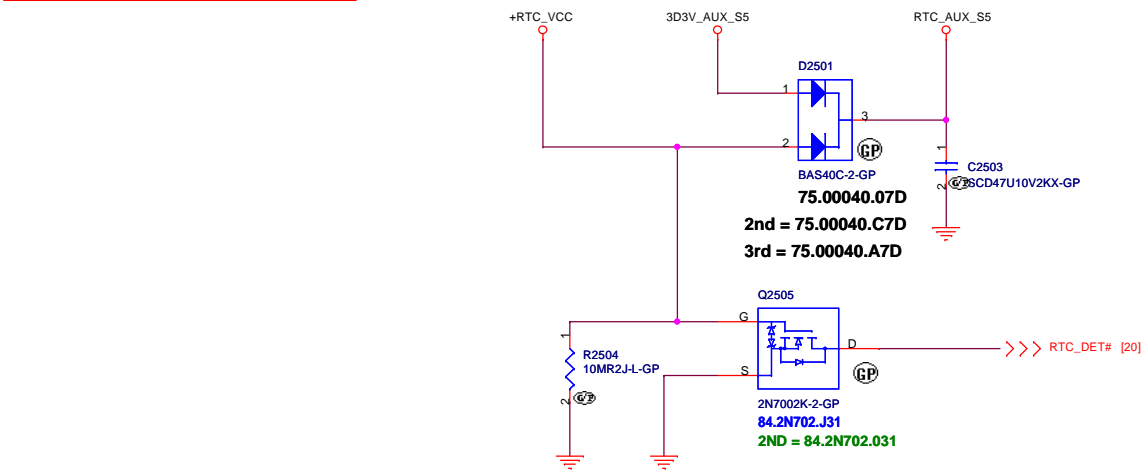 +RTC_VCC
3D3V_AUX_S5
RTC_AUX_S5
D2501
1
3
2
GP
BAS40C-2-GP
75.00040.07D
2nd = 75.00040.C7D
3rd = 75.00040.A7D
1
C2503
2
G/P
SCD47U10V2KX-GP
Q2505
G
D
S
GP
RTC_DET# [20]
1
R2504
10MR2J-L-GP
2
G/P
2N7002K-2-GP
84.2N702.J31
2ND = 84.2N702.031